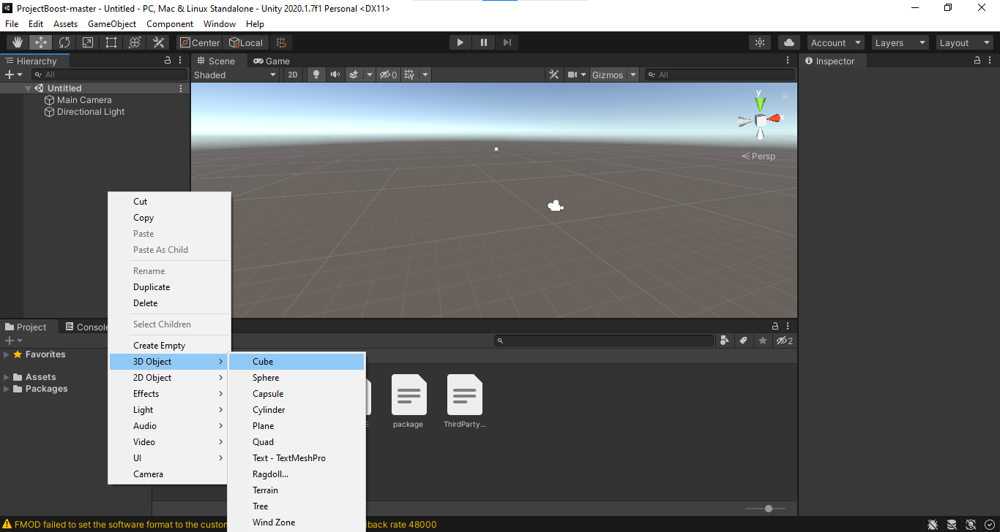 ProjectBoost-master - Untitled - PC, Mac & Linux Standalone - Unity 2020.1.7f1 Personal <DX11>
File Edit Assets GameObject Component Window Help
Center Local Account Layers Layout
Hierarchy Scene Game Inspector
All Shaded 2D 0 Gizmos All
Untitled
Main Camera
Directional Light
y
x
Persp
Cut
Copy
Paste
Paste As Child
Rename
Duplicate
Delete
Select Children
Create Empty
3D Object
2D Object
Effects
Light
Audio
Video
UI
Camera
Cube
Sphere
Capsule
Cylinder
Plane
Quad
Text - TextMeshPro
Ragdoll...
Terrain
Tree
Wind Zone
Project Console
2
Favorites
Assets
Packages
package ThirdParty...
FMOD failed to set the software format to the custom back rate 48000